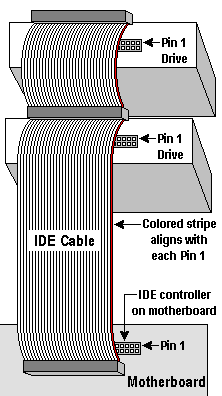 Pin 1
Drive
Pin 1
Drive
Colored stripe
aligns with
each Pin 1
IDE Cable
IDE controller
on motherboard
Pin 1
Motherboard